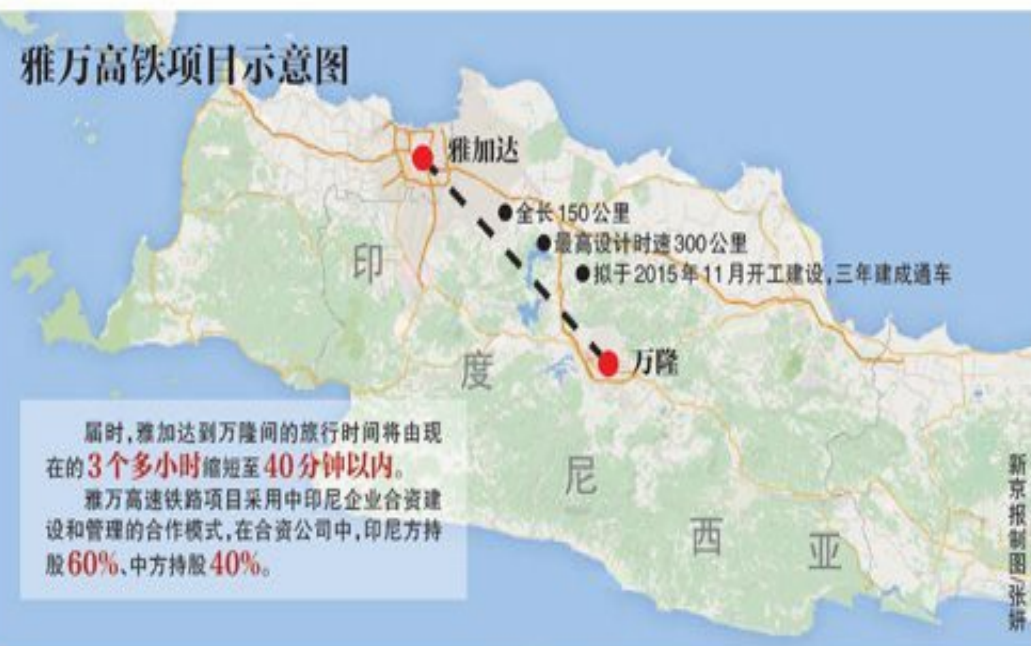 雅万高铁项目示意图
雅加达
●全长150公里
●最高设计时速300公里
●拟于2015年11月开工建设,三年建成通车
万隆
印
度
尼
西
亚
届时,雅加达到万隆间的旅行时间将由现
在的3个多小时缩短至40分钟以内。
雅万高速铁路项目采用中印尼企业合资建
设和管理的合作模式,在合资公司中,印尼方持
股60%、中方持股40%。
新京报制图/张妍